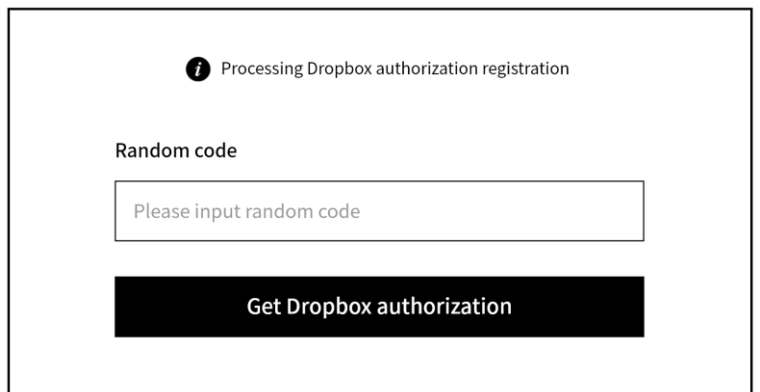 Processing Dropbox authorization registration
Random code
Please input random code
Get Dropbox authorization